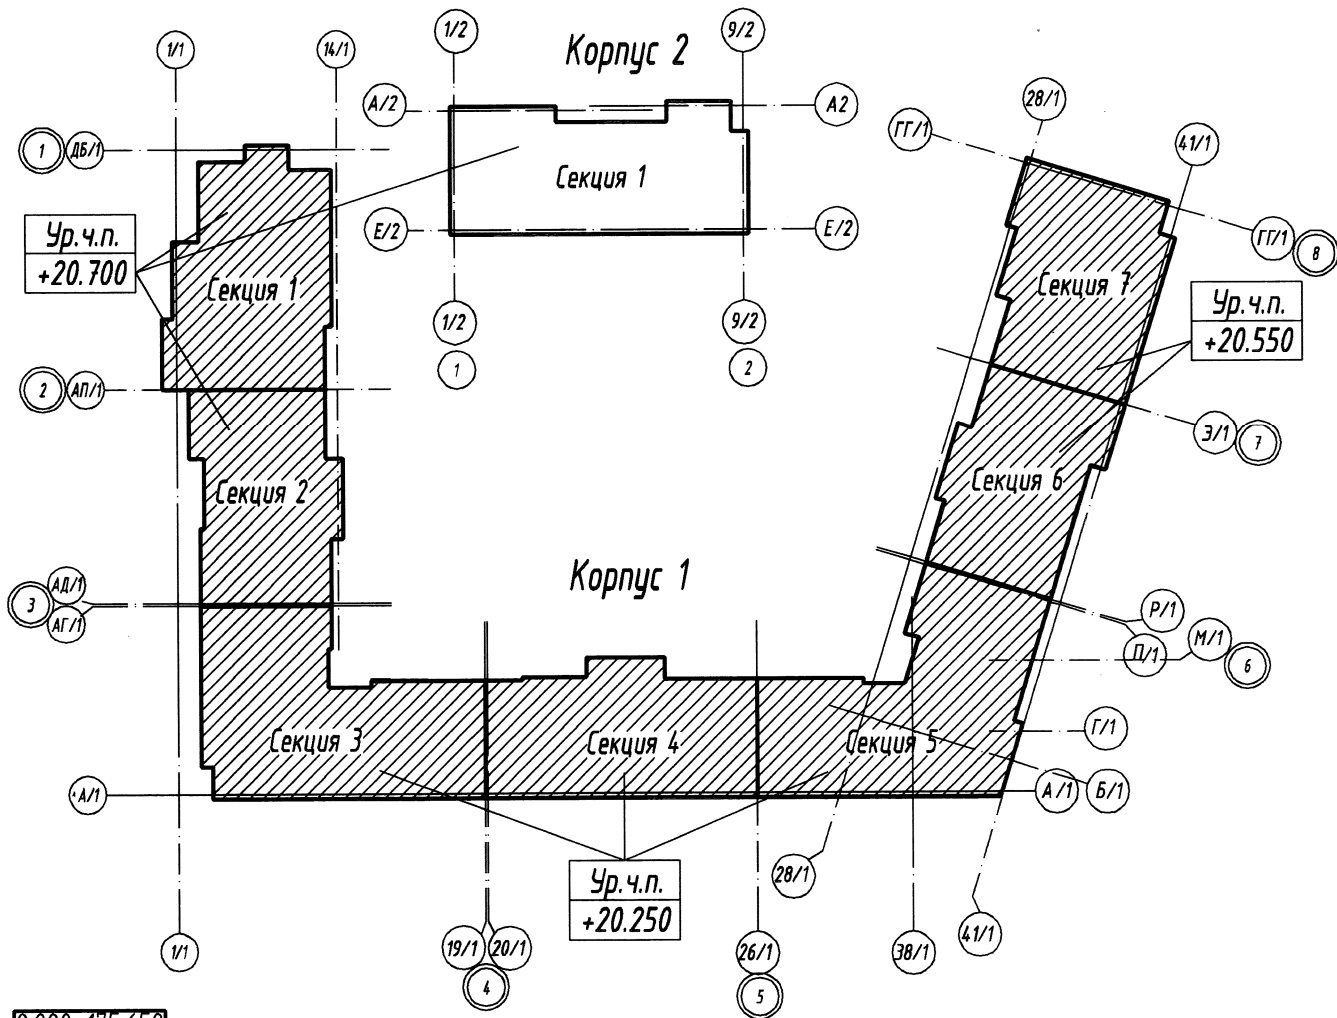 1/1
14/1
1/2
Корпус 2
9/2
А/2
А2
28/1
ГГ/1
41/1
1
ДБ/1
Секция 1
Е/2
Е/2
ГГ/1
8
Ур.ч.п.
+20.700
Секция 1
Секция 7
Ур.ч.п.
+20.550
1/2
9/2
1
2
2
АП/1
Э/1
7
Секция 2
Секция 6
Корпус 1
3
АД/1
АГ/1
Р/1
П/1
М/1
6
Секция 3
Секция 4
Секция 5
Г/1
А/1
А/1
Б/1
Ур.ч.п.
+20.250
28/1
1/1
19/1
20/1
26/1
38/1
41/1
4
5